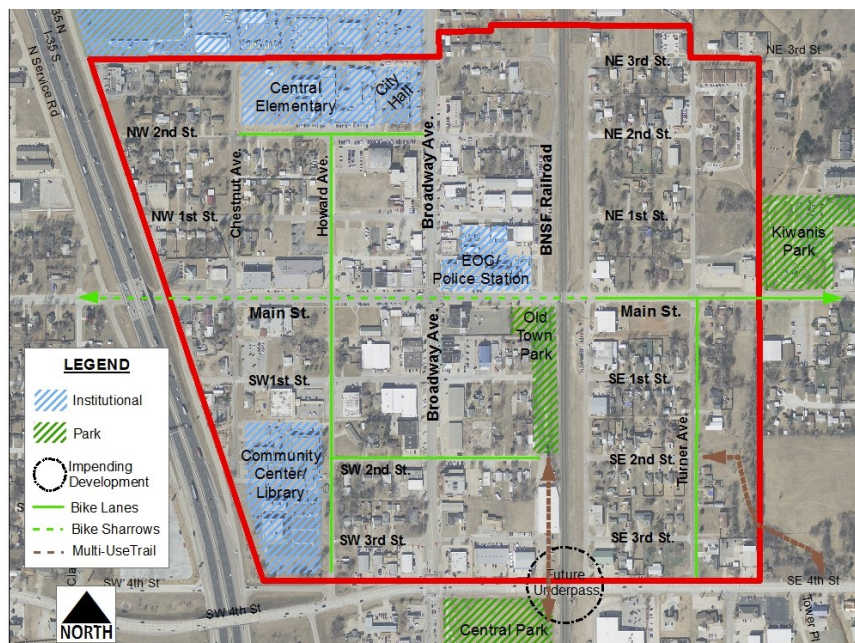 35 N
I-35 S
N Service Rd
NE 3rd St
Central
Elementary
City
Hall
NE 3rd St.
NW 2nd St.
NE 2nd St.
Chestnut Ave.
Howard Ave.
Broadway Ave.
BNSF Railroad
NW 1st St.
NE 1st St.
Kiwanis
Park
EOC/
Police Station
Main St.
Main St.
Old
Town
Park
Broadway Ave.
SW1st St.
SE 1st St.
Turner Ave.
LEGEND
Institutional
Park
Impending
Development
Bike Lanes
Bike Sharrows
Multi-UseTrail
Community
Center/
Library
SW 2nd St.
SE 2nd St.
SW 3rd St.
SE 3rd St.
SW 4th St
SW 4th St
Future
Underpass
SE 4th St
Tower Pl
Central Park
NORTH